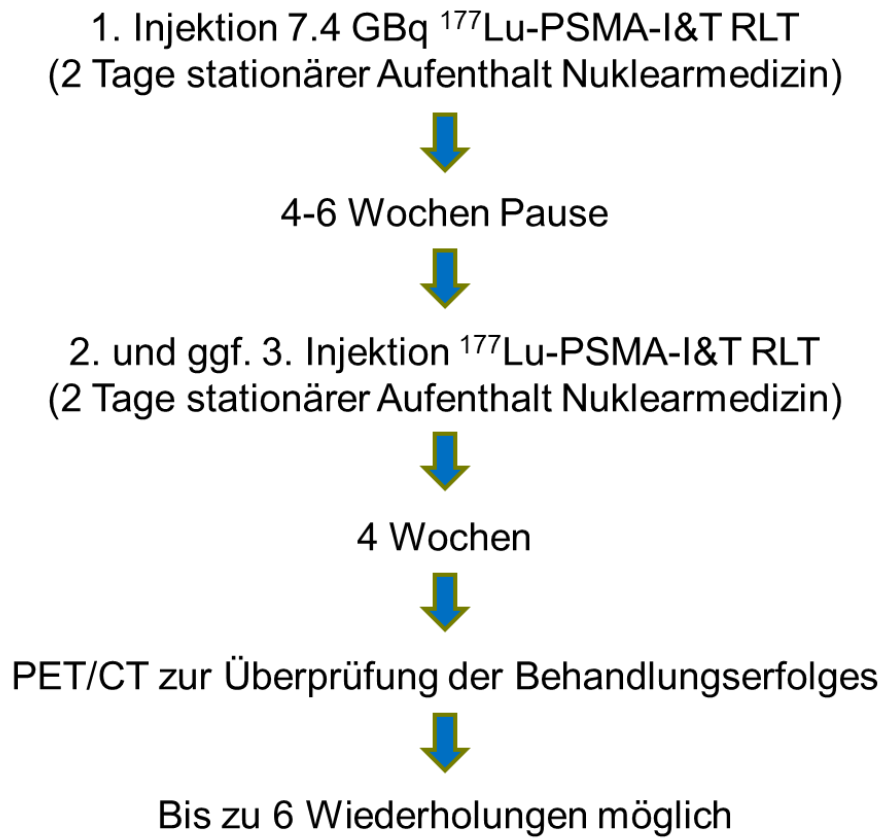 1. Injektion 7.4 GBq ¹⁷⁷Lu-PSMA-I&T RLT
(2 Tage stationärer Aufenthalt Nuklearmedizin)
4-6 Wochen Pause
2. und ggf. 3. Injektion ¹⁷⁷Lu-PSMA-I&T RLT
(2 Tage stationärer Aufenthalt Nuklearmedizin)
4 Wochen
PET/CT zur Überprüfung der Behandlungserfolges
Bis zu 6 Wiederholungen möglich